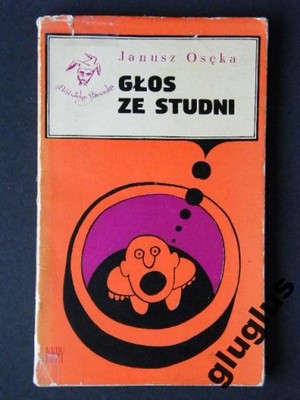 Janusz Osęka
GŁOS
ZE STUDNI
gluglus